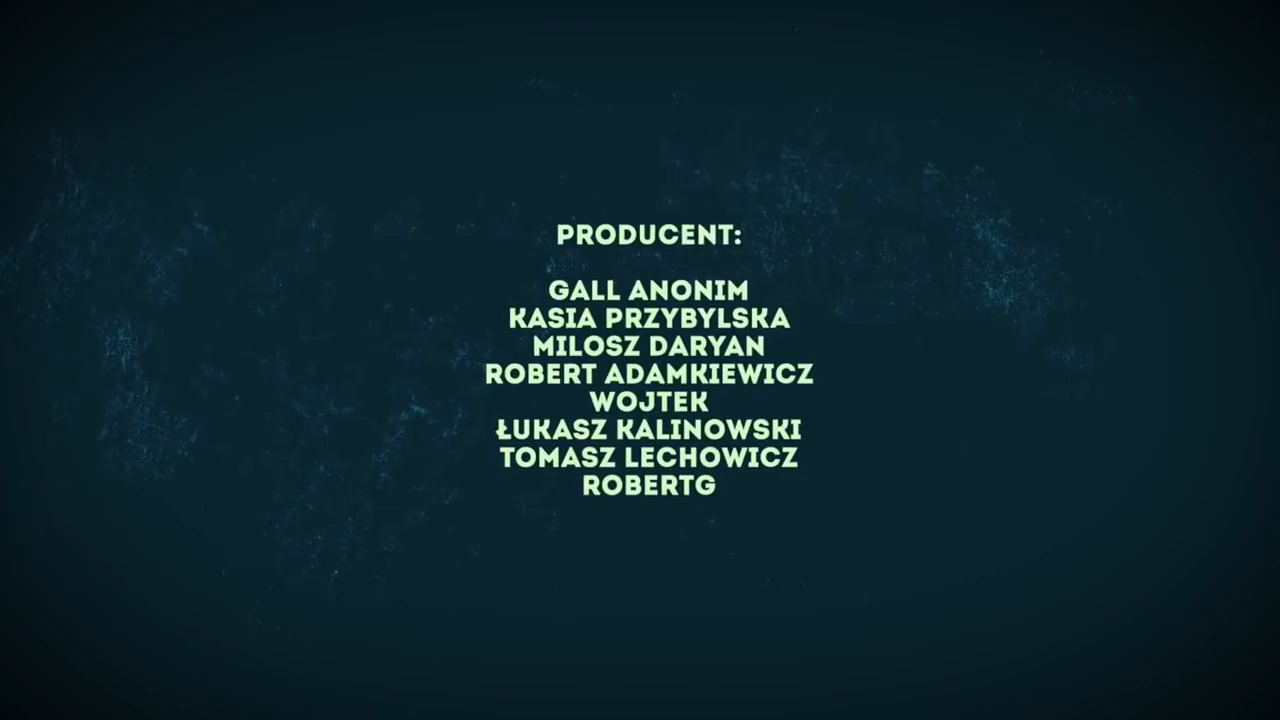 PRODUCENT:
GALL ANONIM
KASIA PRZYBYLSKA
MILOSZ DARYAN
ROBERT ADAMKIEWICZ
WOJTEK
ŁUKASZ KALINOWSKI
TOMASZ LECHOWICZ
ROBERTG